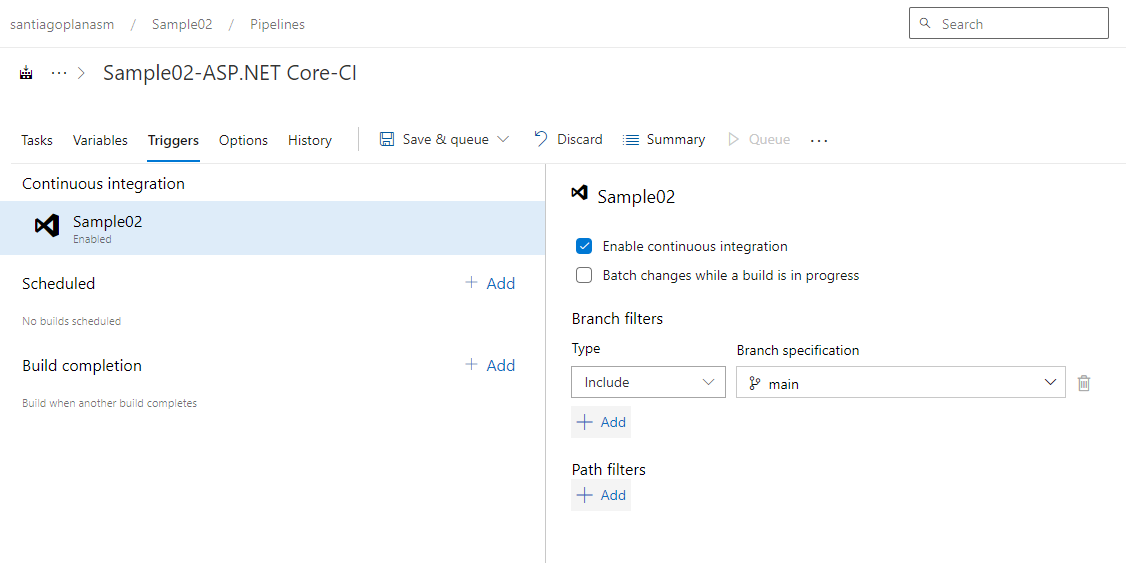 santiagoplanasm / Sample02 / Pipelines
Search
... Sample02-ASP.NET Core-CI
Tasks Variables Triggers Options History Save & queue Discard Summary Queue ...
Continuous integration
Sample02
Enabled
Scheduled
+ Add
No builds scheduled
Build completion
+ Add
Build when another build completes
Sample02
Enable continuous integration
Batch changes while a build is in progress
Branch filters
Type
Branch specification
Include
main
+ Add
Path filters
+ Add